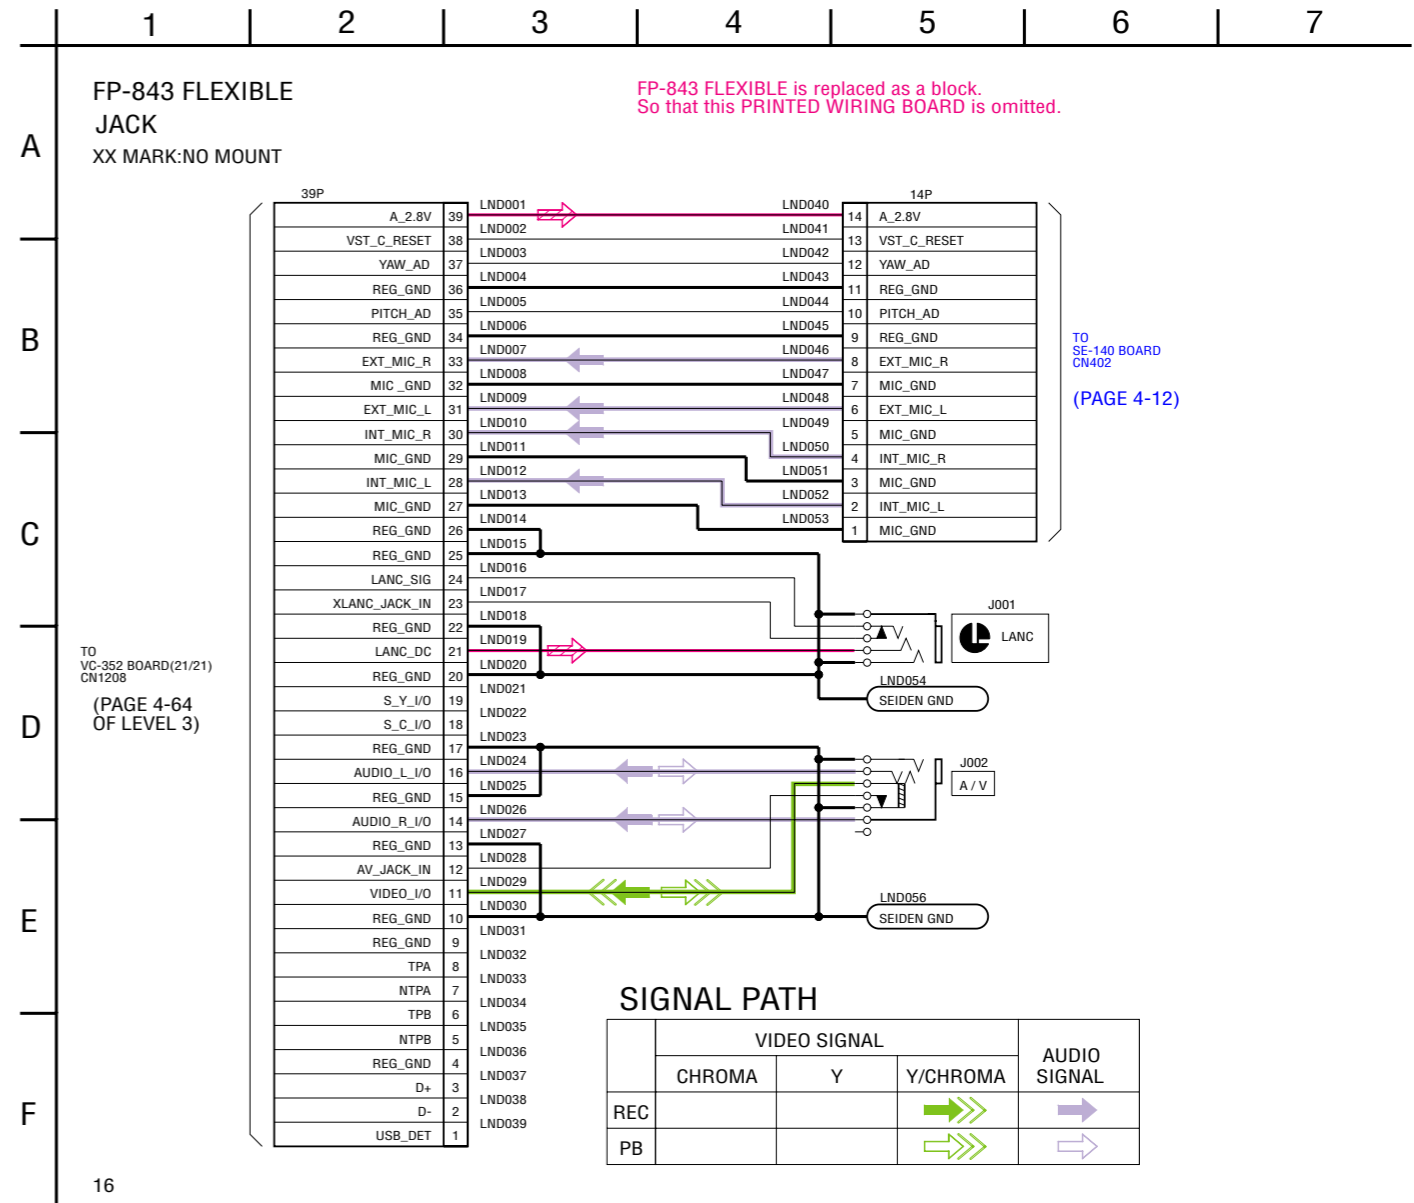 1 2 3 4 5 6 7
A
B
C
D
E
F
FP-843 FLEXIBLE
JACK
XX MARK:NO MOUNT
FP-843 FLEXIBLE is replaced as a block.
So that this PRINTED WIRING BOARD is omitted.
39P
A_2.8V 39 LND001
VST_C_RESET 38 LND002
YAW_AD 37 LND003
REG_GND 36 LND004
PITCH_AD 35 LND005
REG_GND 34 LND006
EXT_MIC_R 33 LND007
MIC _GND 32 LND008
EXT_MIC_L 31 LND009
INT_MIC_R 30 LND010
MIC_GND 29 LND011
INT_MIC_L 28 LND012
MIC_GND 27 LND013
REG_GND 26 LND014
REG_GND 25 LND015
LANC_SIG 24 LND016
XLANC_JACK_IN 23 LND017
REG_GND 22 LND018
LANC_DC 21 LND019
REG_GND 20 LND020
S_Y_I/O 19 LND021
S_C_I/O 18 LND022
REG_GND 17 LND023
AUDIO_L_I/O 16 LND024
REG_GND 15 LND025
AUDIO_R_I/O 14 LND026
REG_GND 13 LND027
AV_JACK_IN 12 LND028
VIDEO_I/O 11 LND029
REG_GND 10 LND030
REG_GND 9 LND031
TPA 8 LND032
NTPA 7 LND033
TPB 6 LND034
NTPB 5 LND035
REG_GND 4 LND036
D+ 3 LND037
D- 2 LND038
USB_DET 1 LND039
14P
LND040 14 A_2.8V
LND041 13 VST_C_RESET
LND042 12 YAW_AD
LND043 11 REG_GND
LND044 10 PITCH_AD
LND045 9 REG_GND
LND046 8 EXT_MIC_R
LND047 7 MIC_GND
LND048 6 EXT_MIC_L
LND049 5 MIC_GND
LND050 4 INT_MIC_R
LND051 3 MIC_GND
LND052 2 INT_MIC_L
LND053 1 MIC_GND
TO
SE-140 BOARD
CN402
(PAGE 4-12)
TO
VC-352 BOARD(21/21)
CN1208
(PAGE 4-64
OF LEVEL 3)
J001
LANC
LND054
SEIDEN GND
J002
A / V
LND056
SEIDEN GND
SIGNAL PATH
VIDEO SIGNAL
AUDIO
SIGNAL
CHROMA Y Y/CHROMA
REC
PB
16